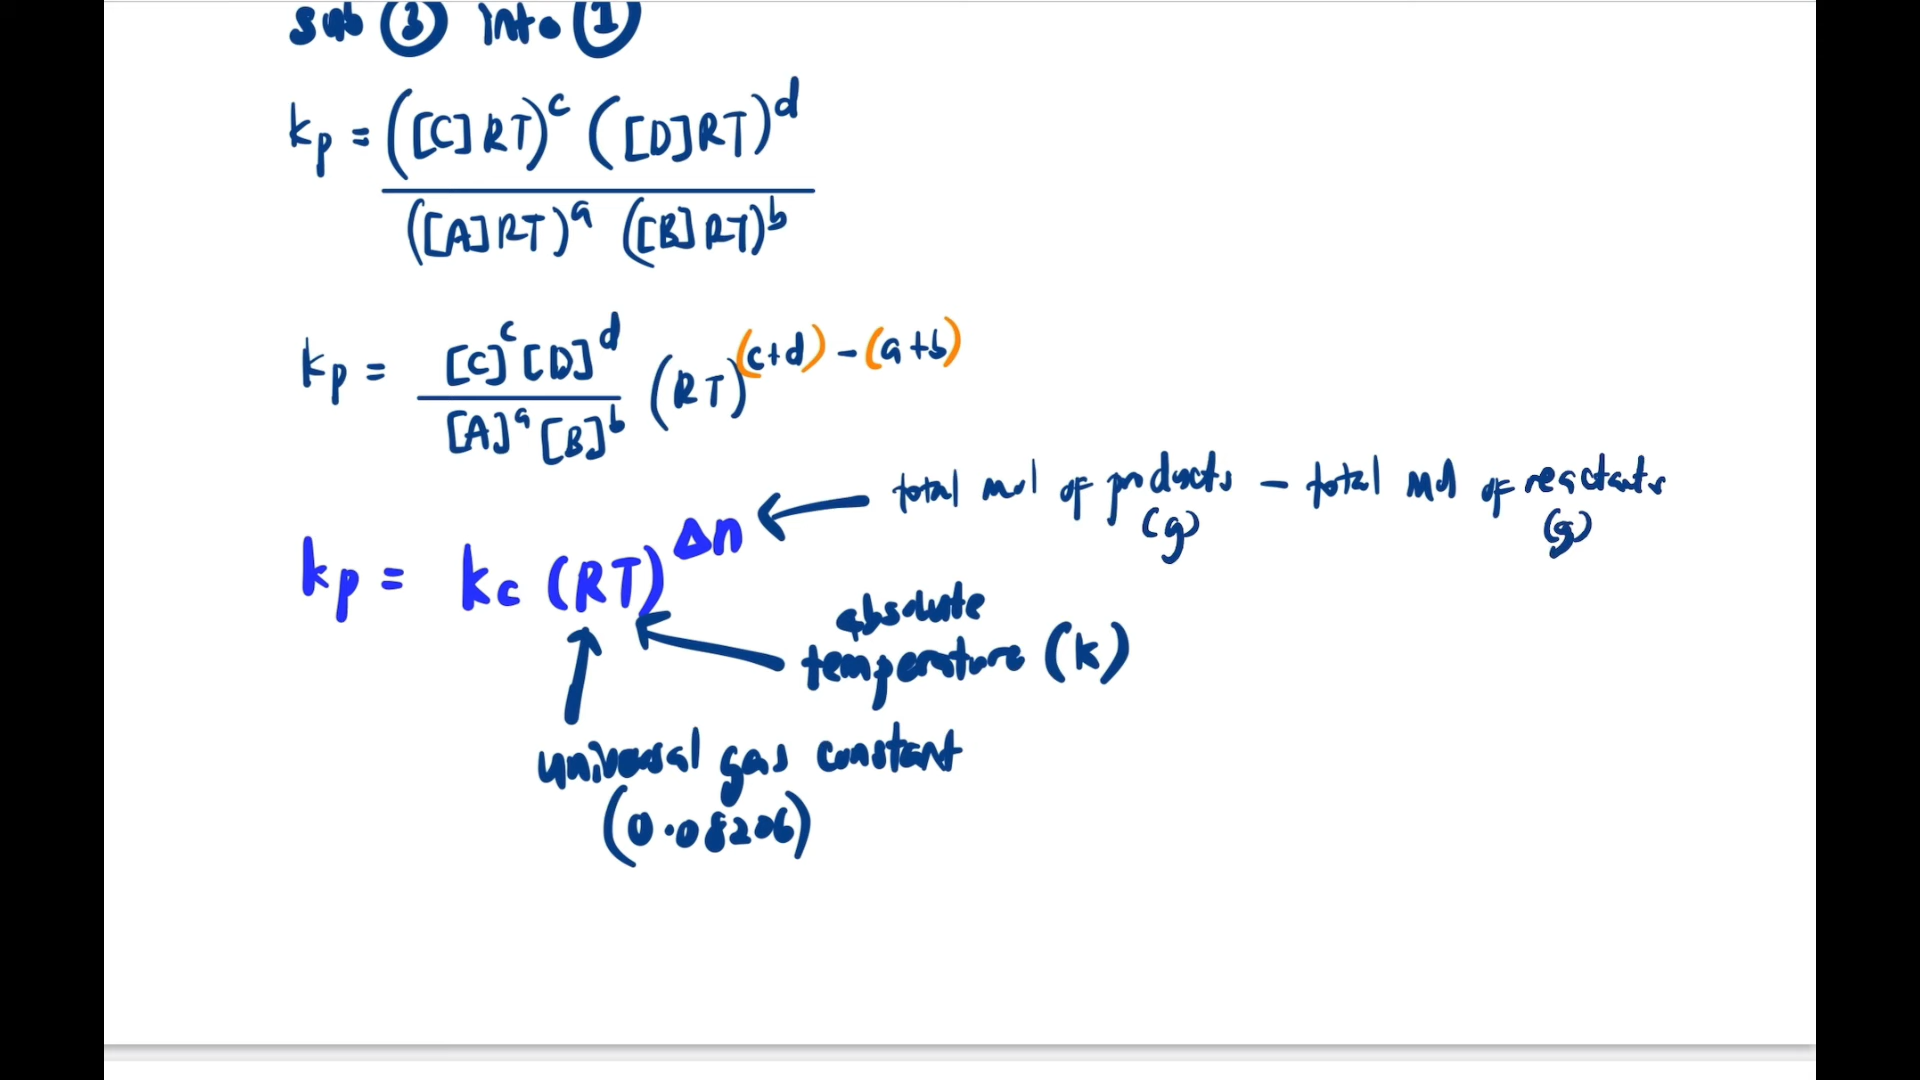 sub ③ into ①
kp = ([C]RT)^c ([D]RT)^d
([A]RT)^a ([B]RT)^b
kp = [C]^c [D]^d (RT)^(c+d) - (a+b)
[A]^a [B]^b
total mol of products - total mol of reactants
(g) (g)
kp = kc (RT)^Δn
absolute
temperature (k)
universal gas constant
(0.08206)